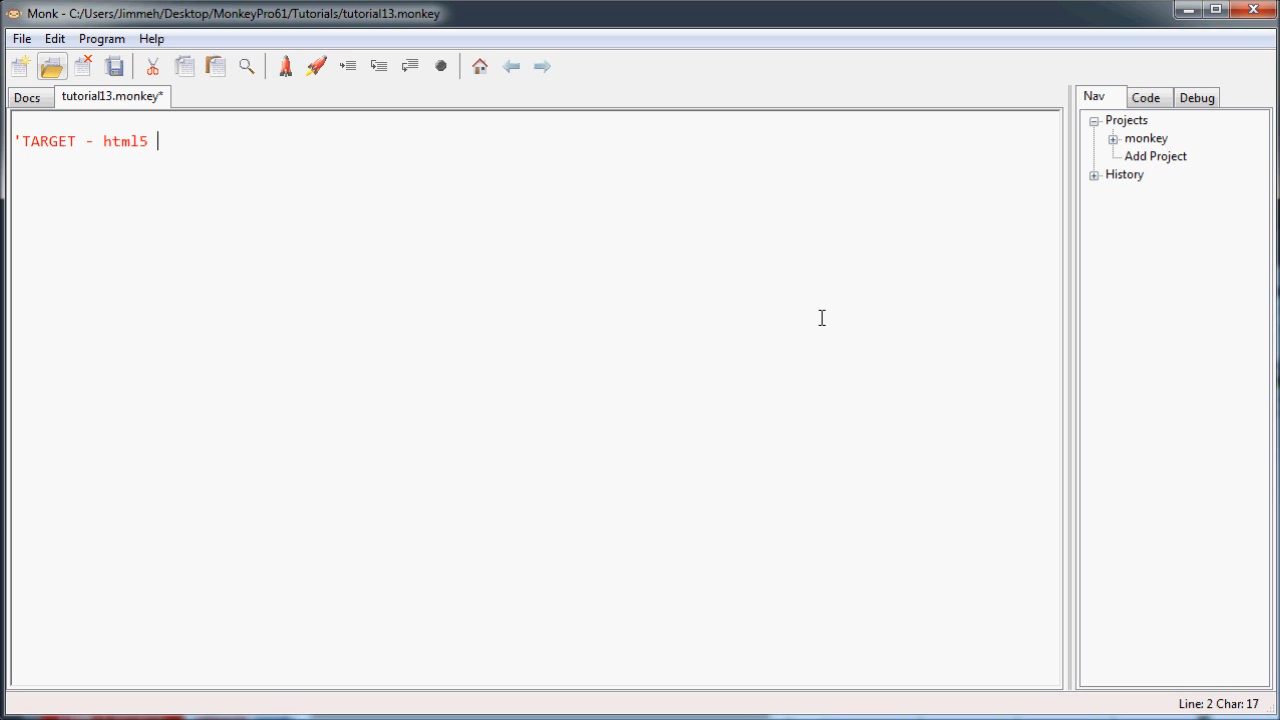 Monk - C:/Users/Jimmeh/Desktop/MonkeyPro61/Tutorials/tutorial13.monkey
File Edit Program Help
Docs tutorial13.monkey* Nav Code Debug
'TARGET - html5
Projects
monkey
Add Project
History
Line: 2 Char: 17